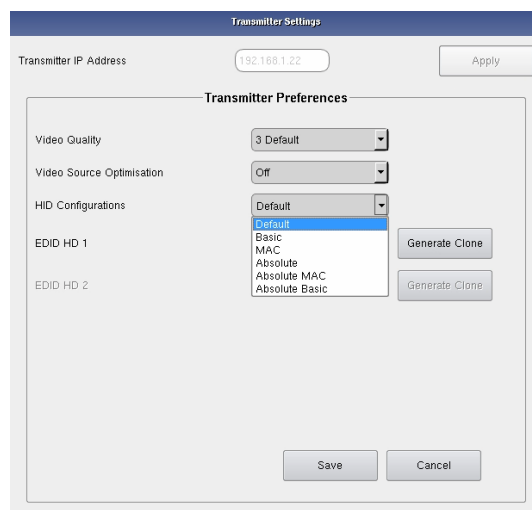 Transmitter Settings
Transmitter IP Address 192.168.1.22 Apply
Transmitter Preferences
Video Quality 3 Default
Video Source Optimisation Off
HID Configurations Default
Default
Basic
MAC
Absolute
Absolute MAC
Absolute Basic
EDID HD 1 Generate Clone
EDID HD 2 Generate Clone
Save Cancel